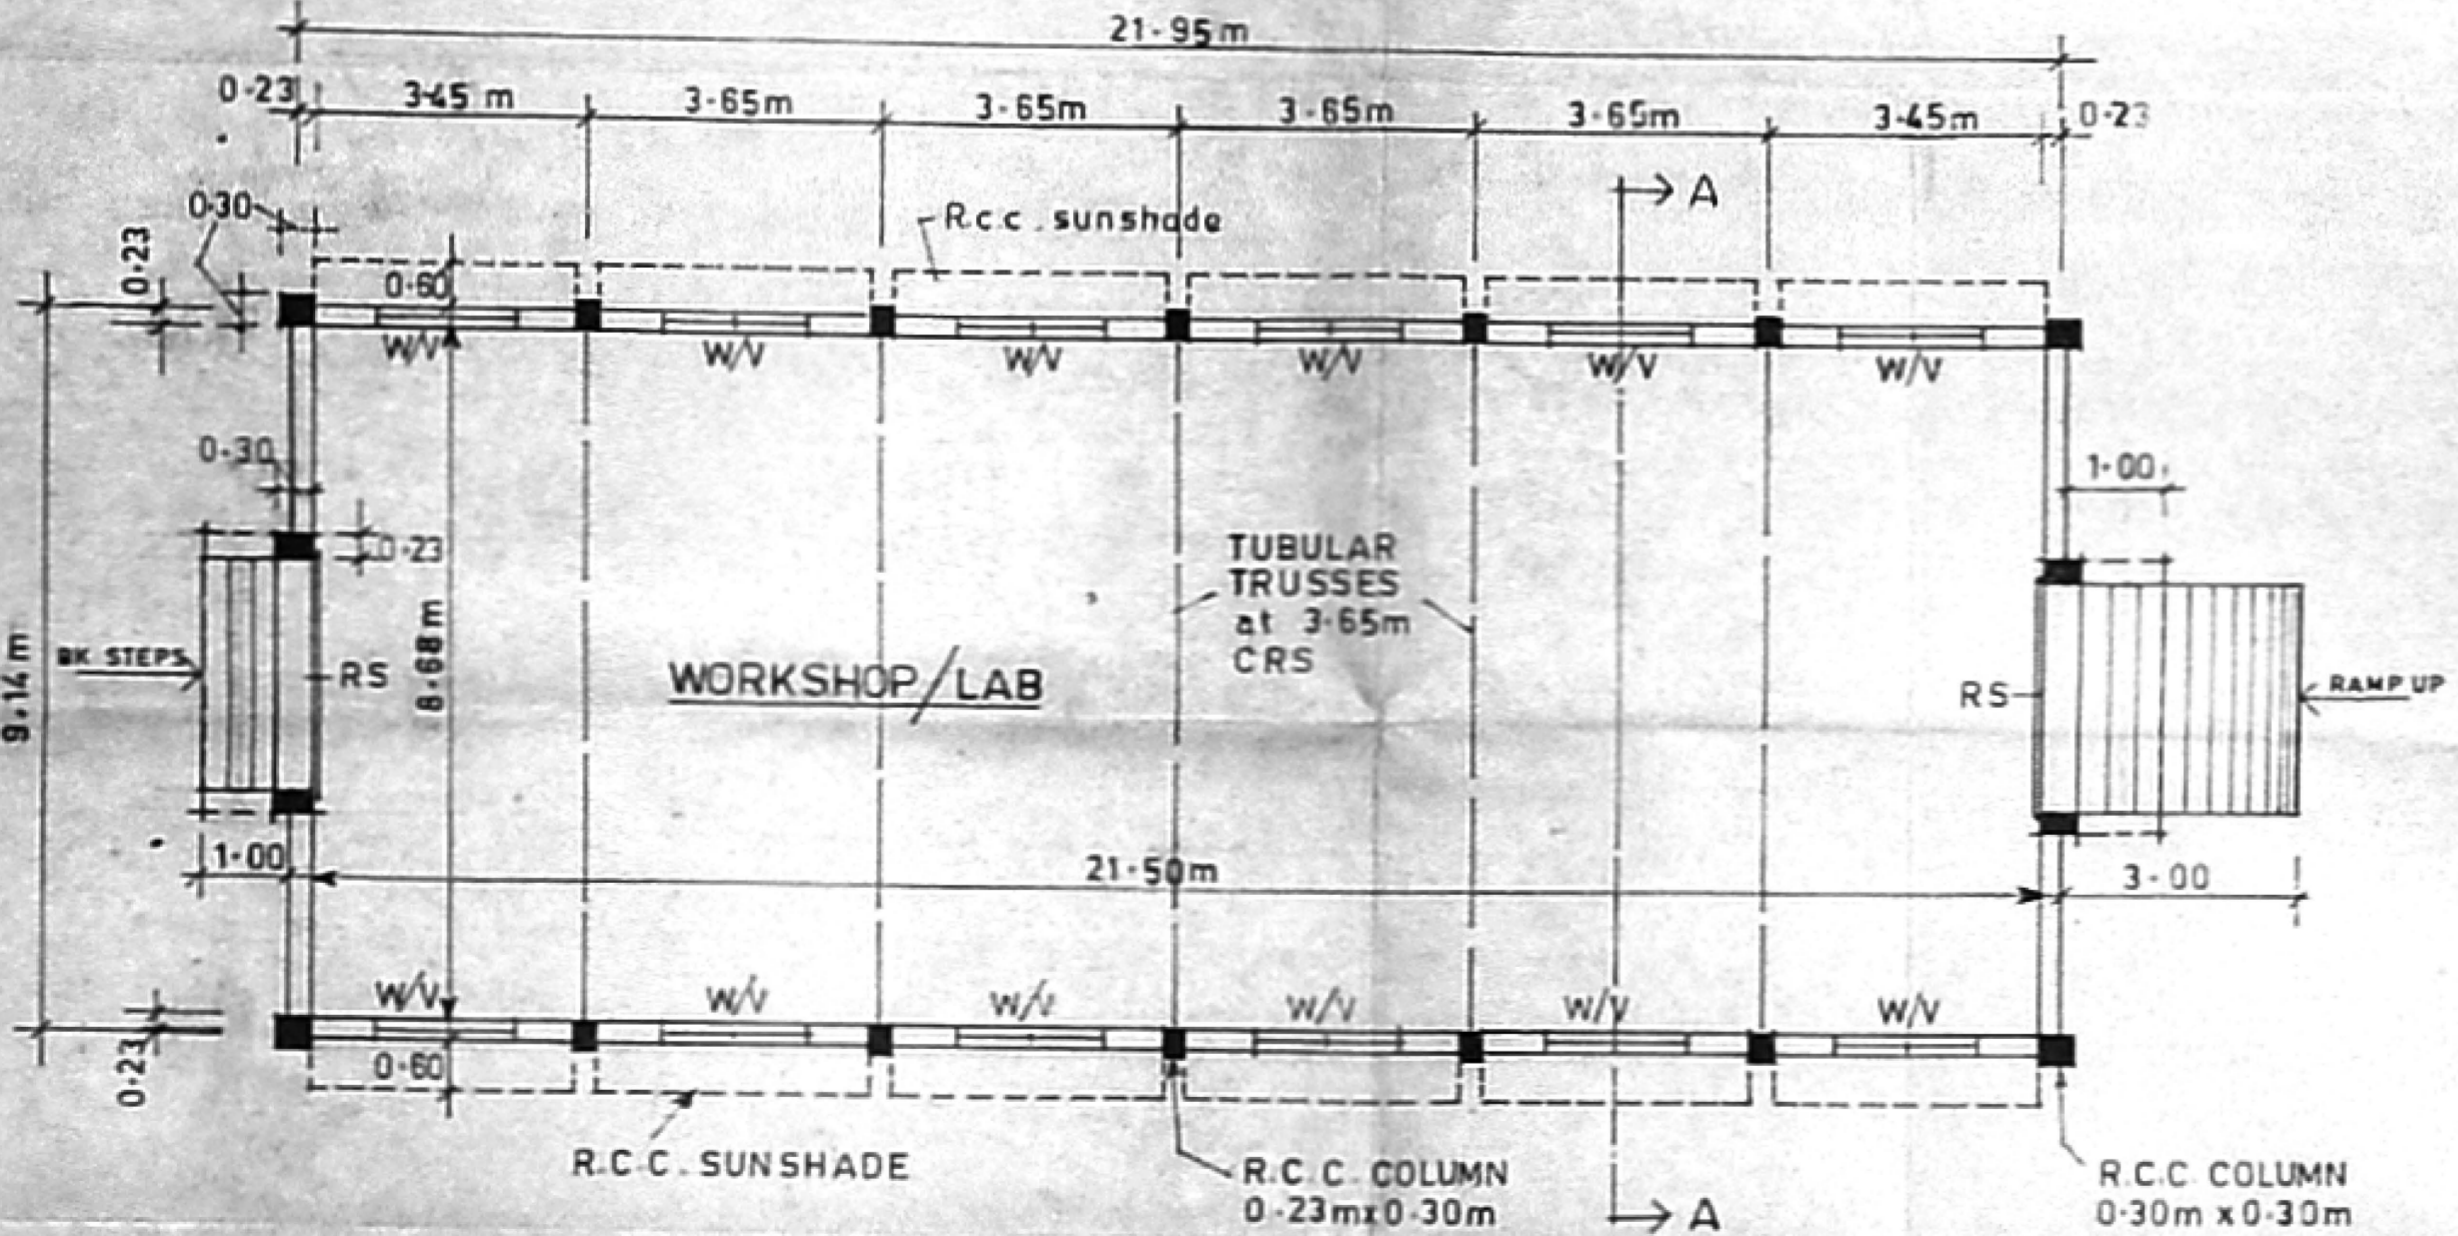 21·95m
0·23 3·45 m 3·65m 3·65m 3·65m 3·65m 3·45m 0·23
A
0·30
R.c.c. sunshade
0·23
0·60
W/V W/V W/V W/V W/V W/V
0·30
1·00
0·23
TUBULAR
TRUSSES
at 3·65m
CRS
9·14m
8·68m
BK STEPS
RS
WORKSHOP/LAB
RS
RAMP UP
1·00
21·50m
3·00
W/V W/V W/V W/V W/V W/V
0·23
0·60
R.C.C. SUNSHADE
R.C.C. COLUMN
0·23mx0·30m
A
R.C.C. COLUMN
0·30m x0·30m